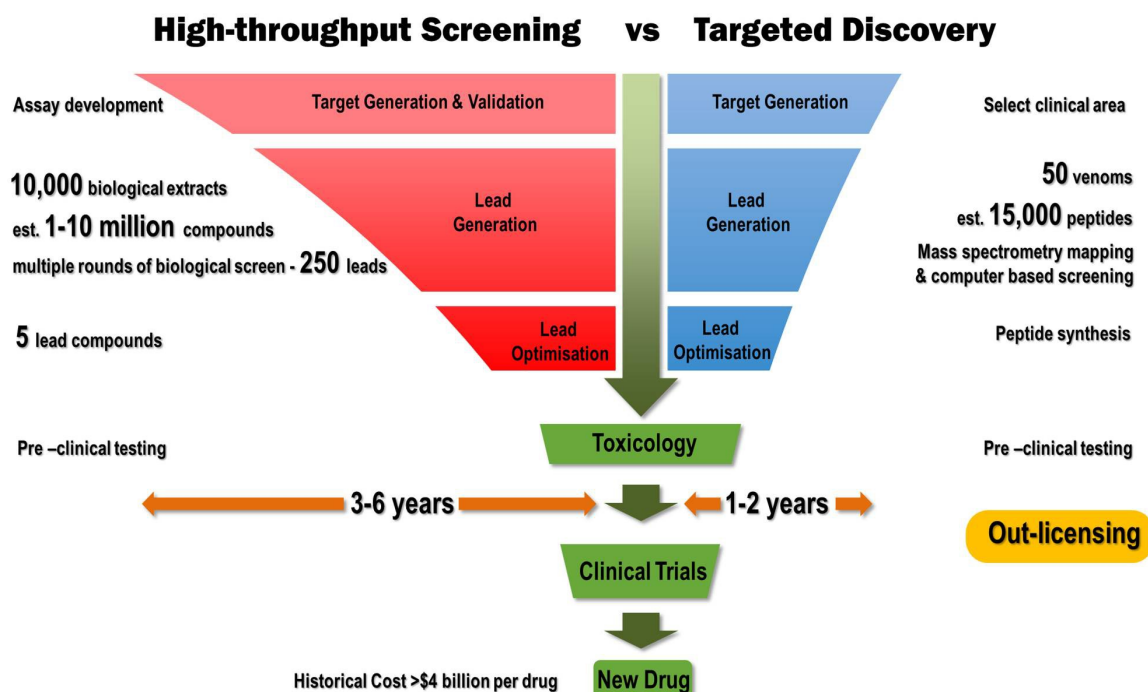 High-throughput Screening vs Targeted Discovery
Assay development
Target Generation & Validation
Target Generation
Select clinical area
10,000 biological extracts
est. 1-10 million compounds
multiple rounds of biological screen - 250 leads
Lead
Generation
Lead
Generation
50 venoms
est. 15,000 peptides
Mass spectrometry mapping
& computer based screening
5 lead compounds
Lead
Optimisation
Lead
Optimisation
Peptide synthesis
Pre –clinical testing
Toxicology
Pre –clinical testing
3-6 years
1-2 years
Out-licensing
Clinical Trials
Historical Cost >$4 billion per drug
New Drug